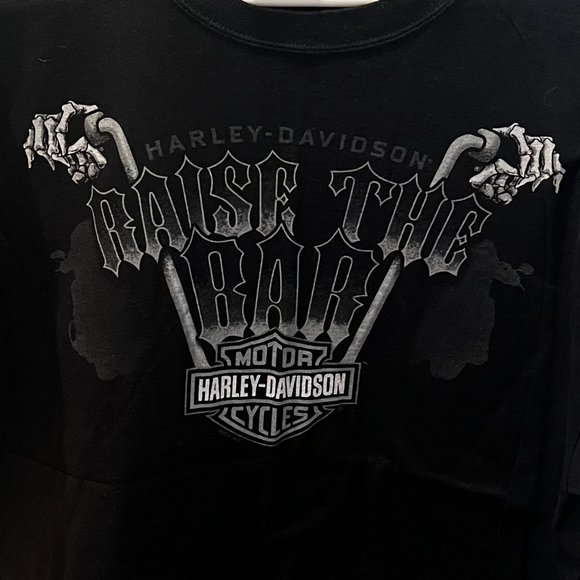 HARLEY-DAVIDSON
RAISE THE
BAR
MOTOR
HARLEY-DAVIDSON
CYCLES